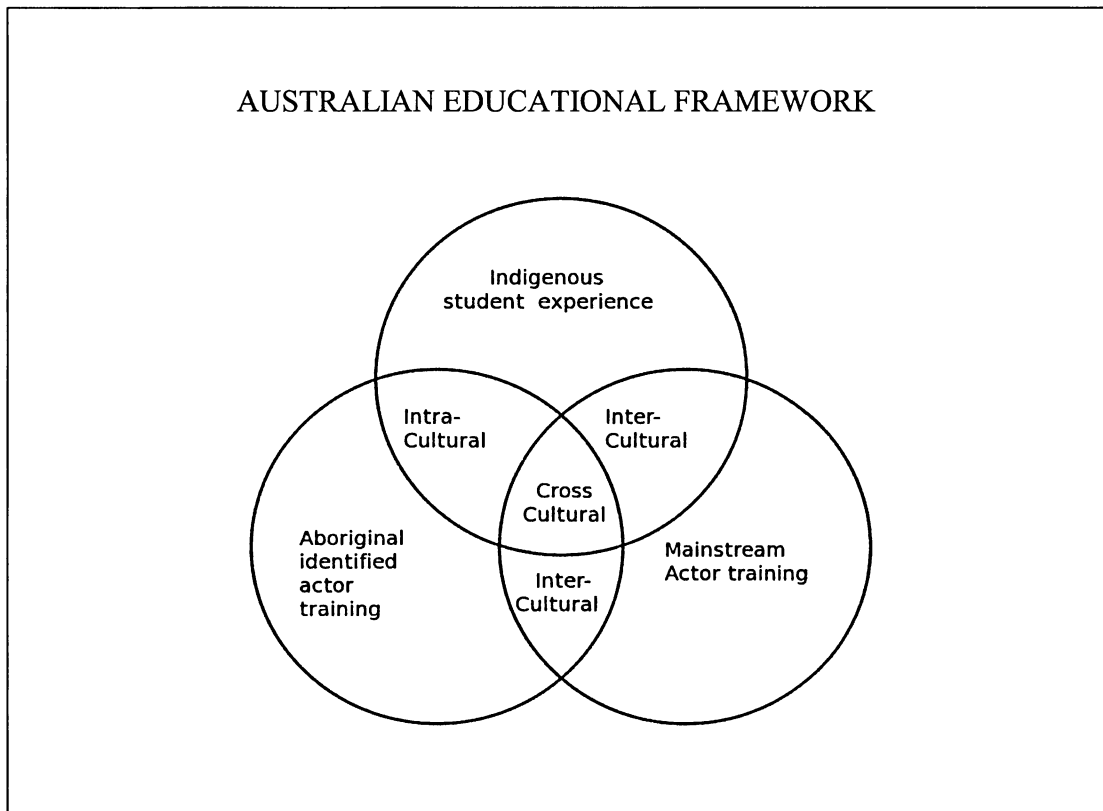 AUSTRALIAN EDUCATIONAL FRAMEWORK
Indigenous
student experience
Intra-
Cultural
Inter-
Cultural
Cross
Cultural
Aboriginal
identified
actor
training
Mainstream
Actor training
Inter-
Cultural